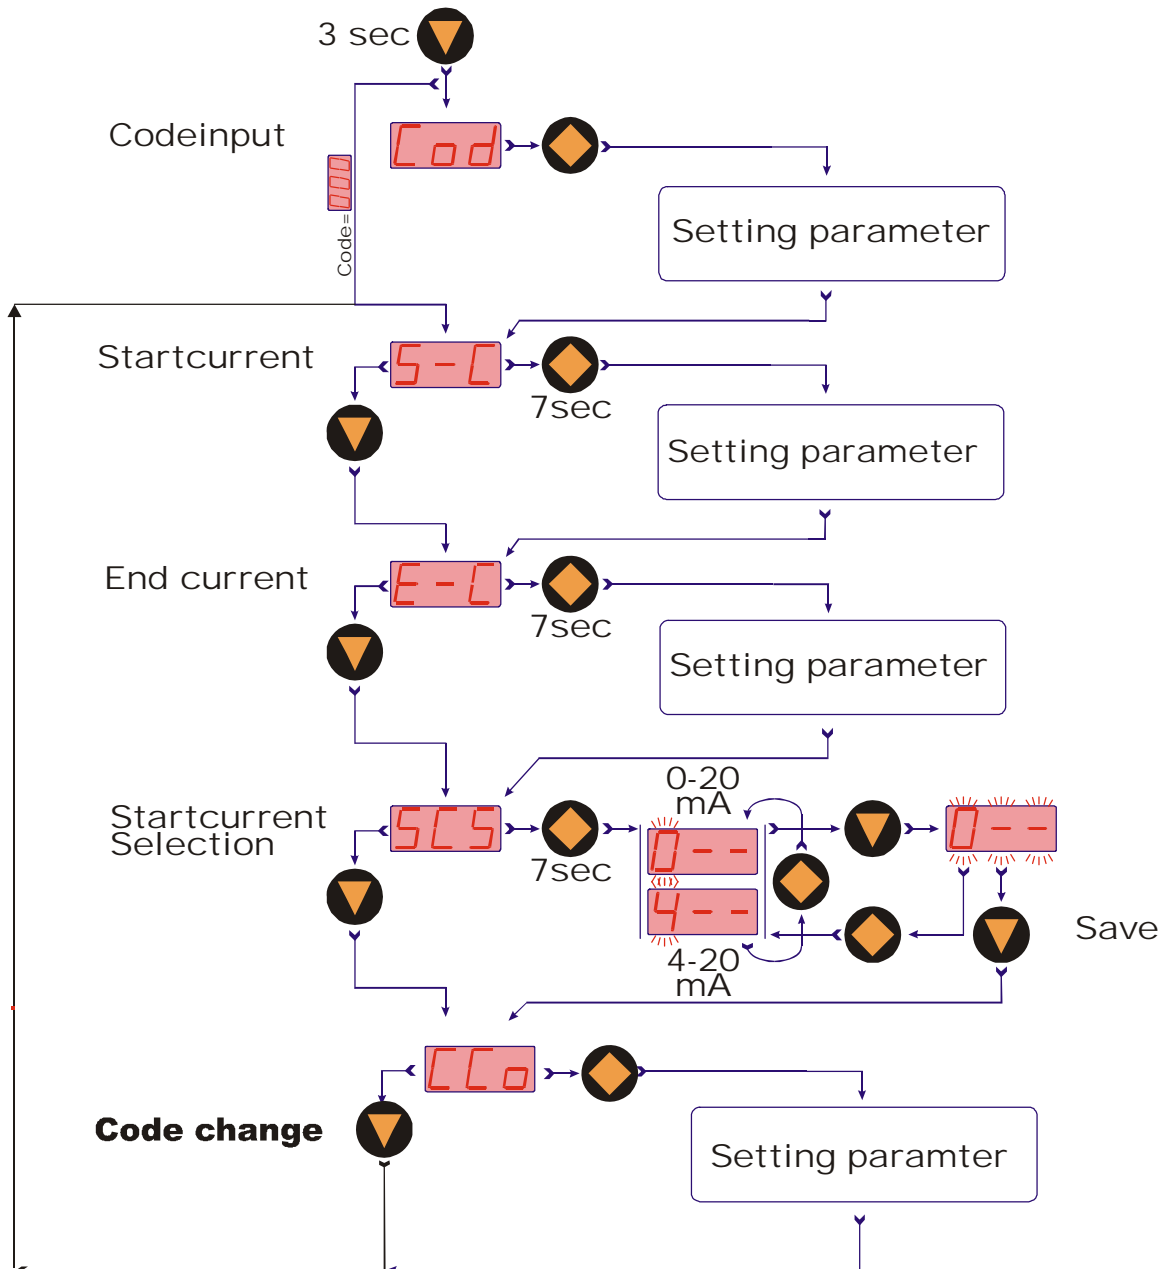 3 sec
Codeinput
Cod
Code=
000
Setting parameter
Startcurrent
S-C
7sec
Setting parameter
End current
E-C
7sec
Setting parameter
Startcurrent
Selection
SCS
7sec
0-20
mA
0--
4--
4-20
mA
0--
Save
CCo
Code change
Setting paramter